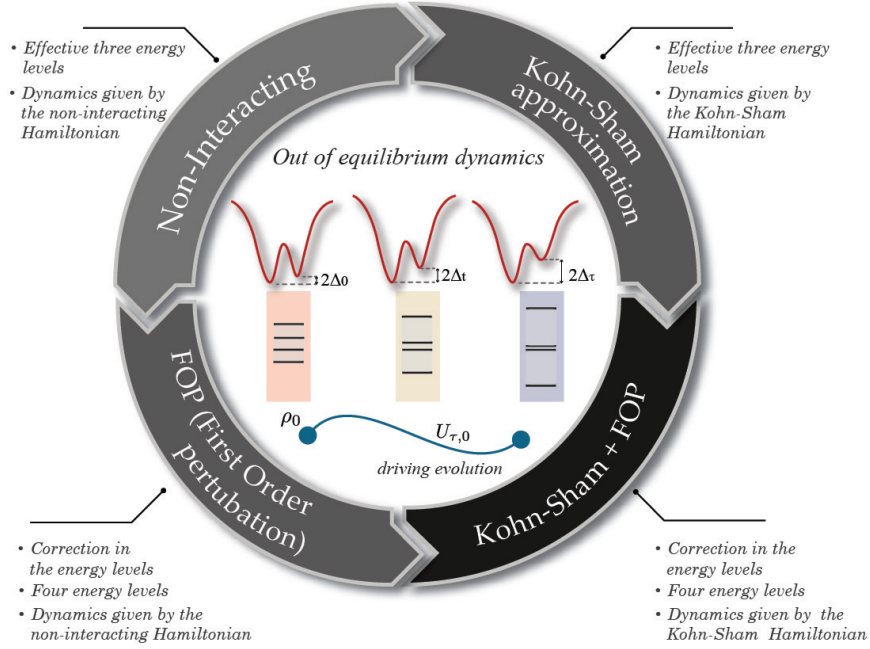 • Effective three energy
levels
• Dynamics given by
the non-interacting
Hamiltonian
Non-Interacting
Kohn-Sham
approximation
• Effective three energy
levels
• Dynamics given by
the Kohn-Sham
Hamiltonian
Out of equilibrium dynamics
2Δ0
2Δt
2Δτ
ρ0
Uτ,0
driving evolution
FOP (First Order
pertubation)
Kohn-Sham + FOP
• Correction in
the energy levels
• Four energy levels
• Dynamics given by the
non-interacting Hamiltonian
• Correction in the
energy levels
• Four energy levels
• Dynamics given by the
Kohn-Sham Hamiltonian